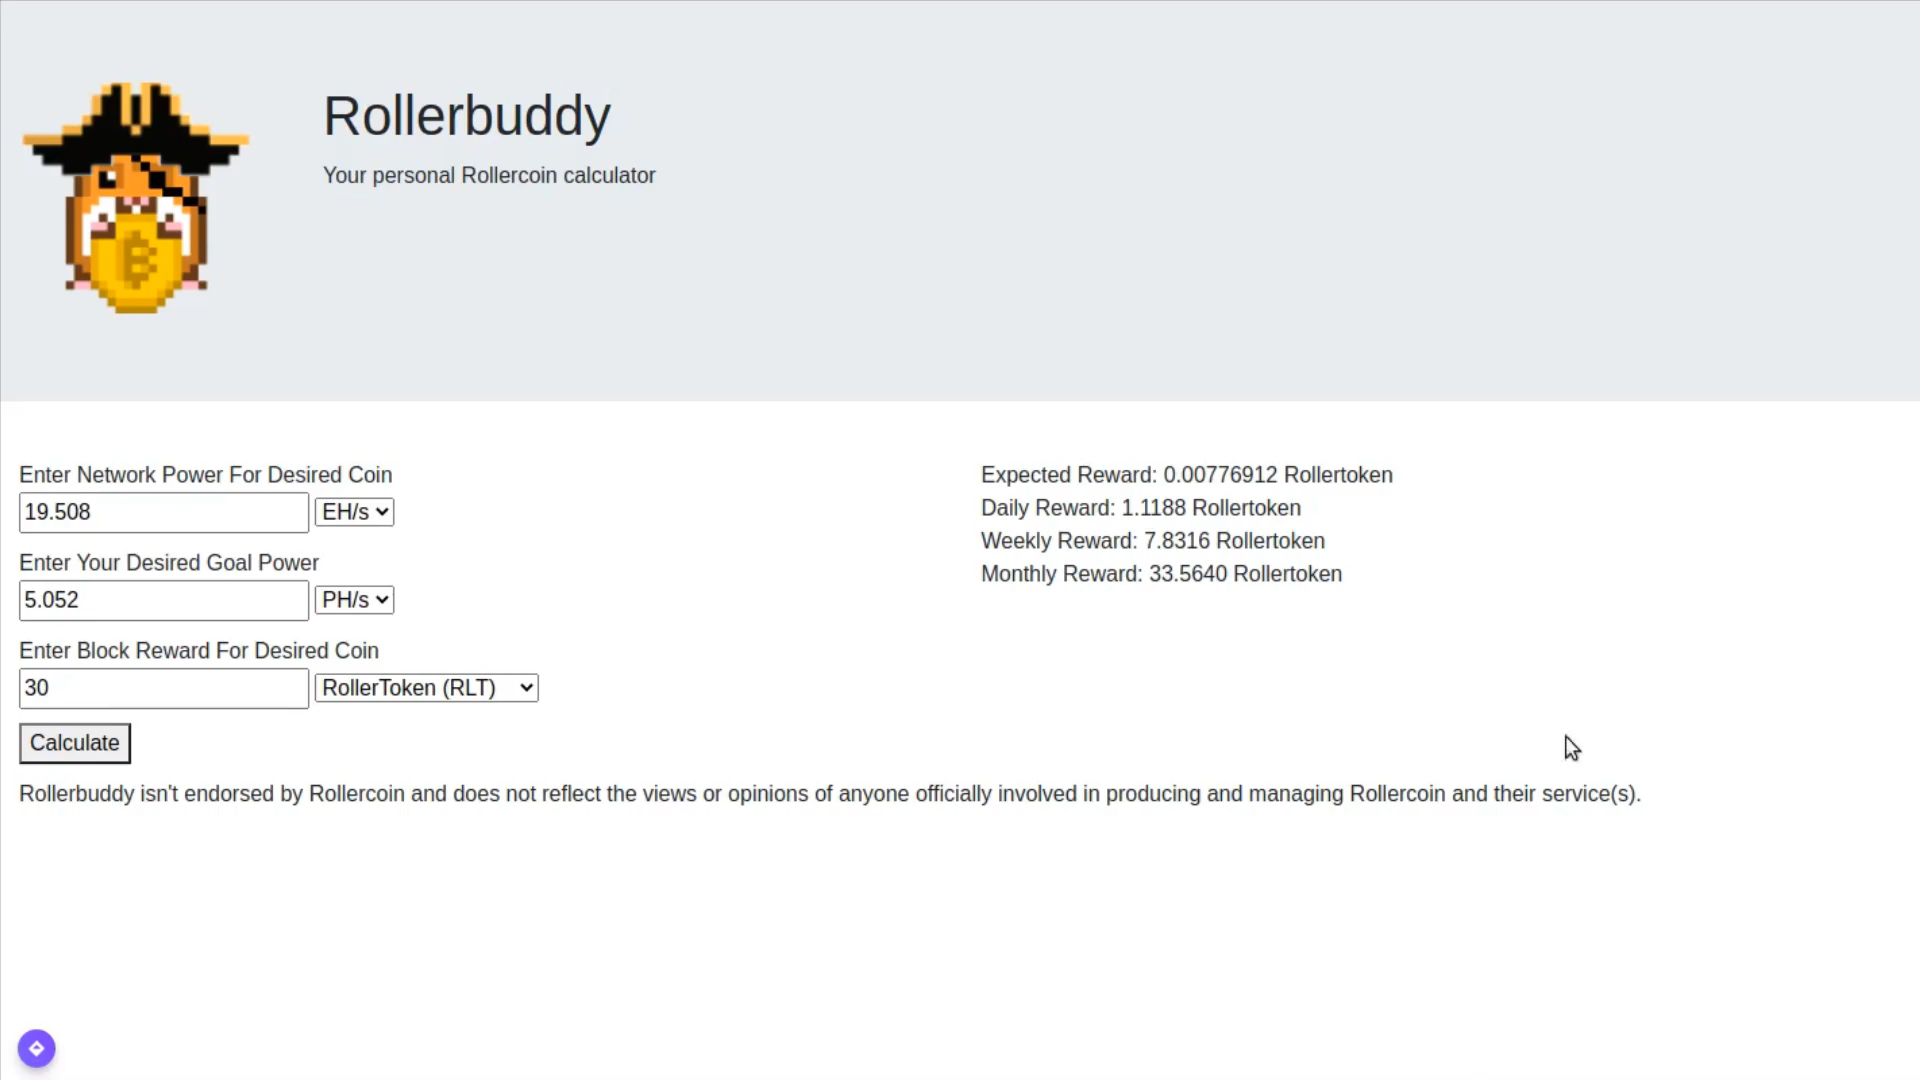 Rollerbuddy
Your personal Rollercoin calculator
Enter Network Power For Desired Coin
19.508 EH/s
Enter Your Desired Goal Power
5.052 PH/s
Enter Block Reward For Desired Coin
30 RollerToken (RLT)
Calculate
Expected Reward: 0.00776912 Rollertoken
Daily Reward: 1.1188 Rollertoken
Weekly Reward: 7.8316 Rollertoken
Monthly Reward: 33.5640 Rollertoken
Rollerbuddy isn't endorsed by Rollercoin and does not reflect the views or opinions of anyone officially involved in producing and managing Rollercoin and their service(s).